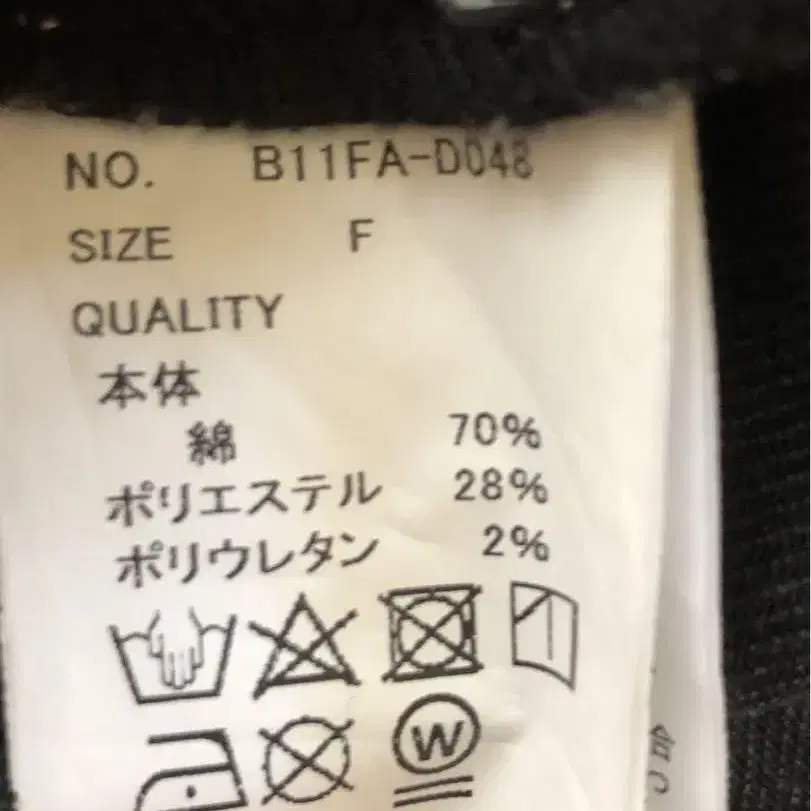 NO. B11FA-D048
SIZE F
QUALITY
本体
綿 70%
ポリエステル 28%
ポリウレタン 2%
W